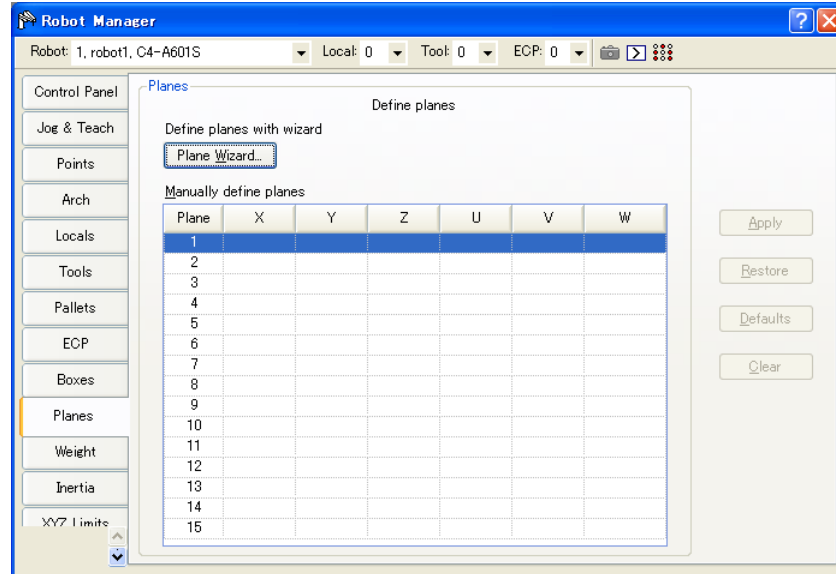 Robot Manager
Robot: 1, robot1, C4-A601S Local: 0 Tool: 0 ECP: 0
Control Panel
Jog & Teach
Points
Arch
Locals
Tools
Pallets
ECP
Boxes
Planes
Weight
Inertia
XYZ Limits
Planes
Define planes
Define planes with wizard
Plane Wizard...
Manually define planes
Plane X Y Z U V W
1
2
3
4
5
6
7
8
9
10
11
12
13
14
15
Apply
Restore
Defaults
Clear